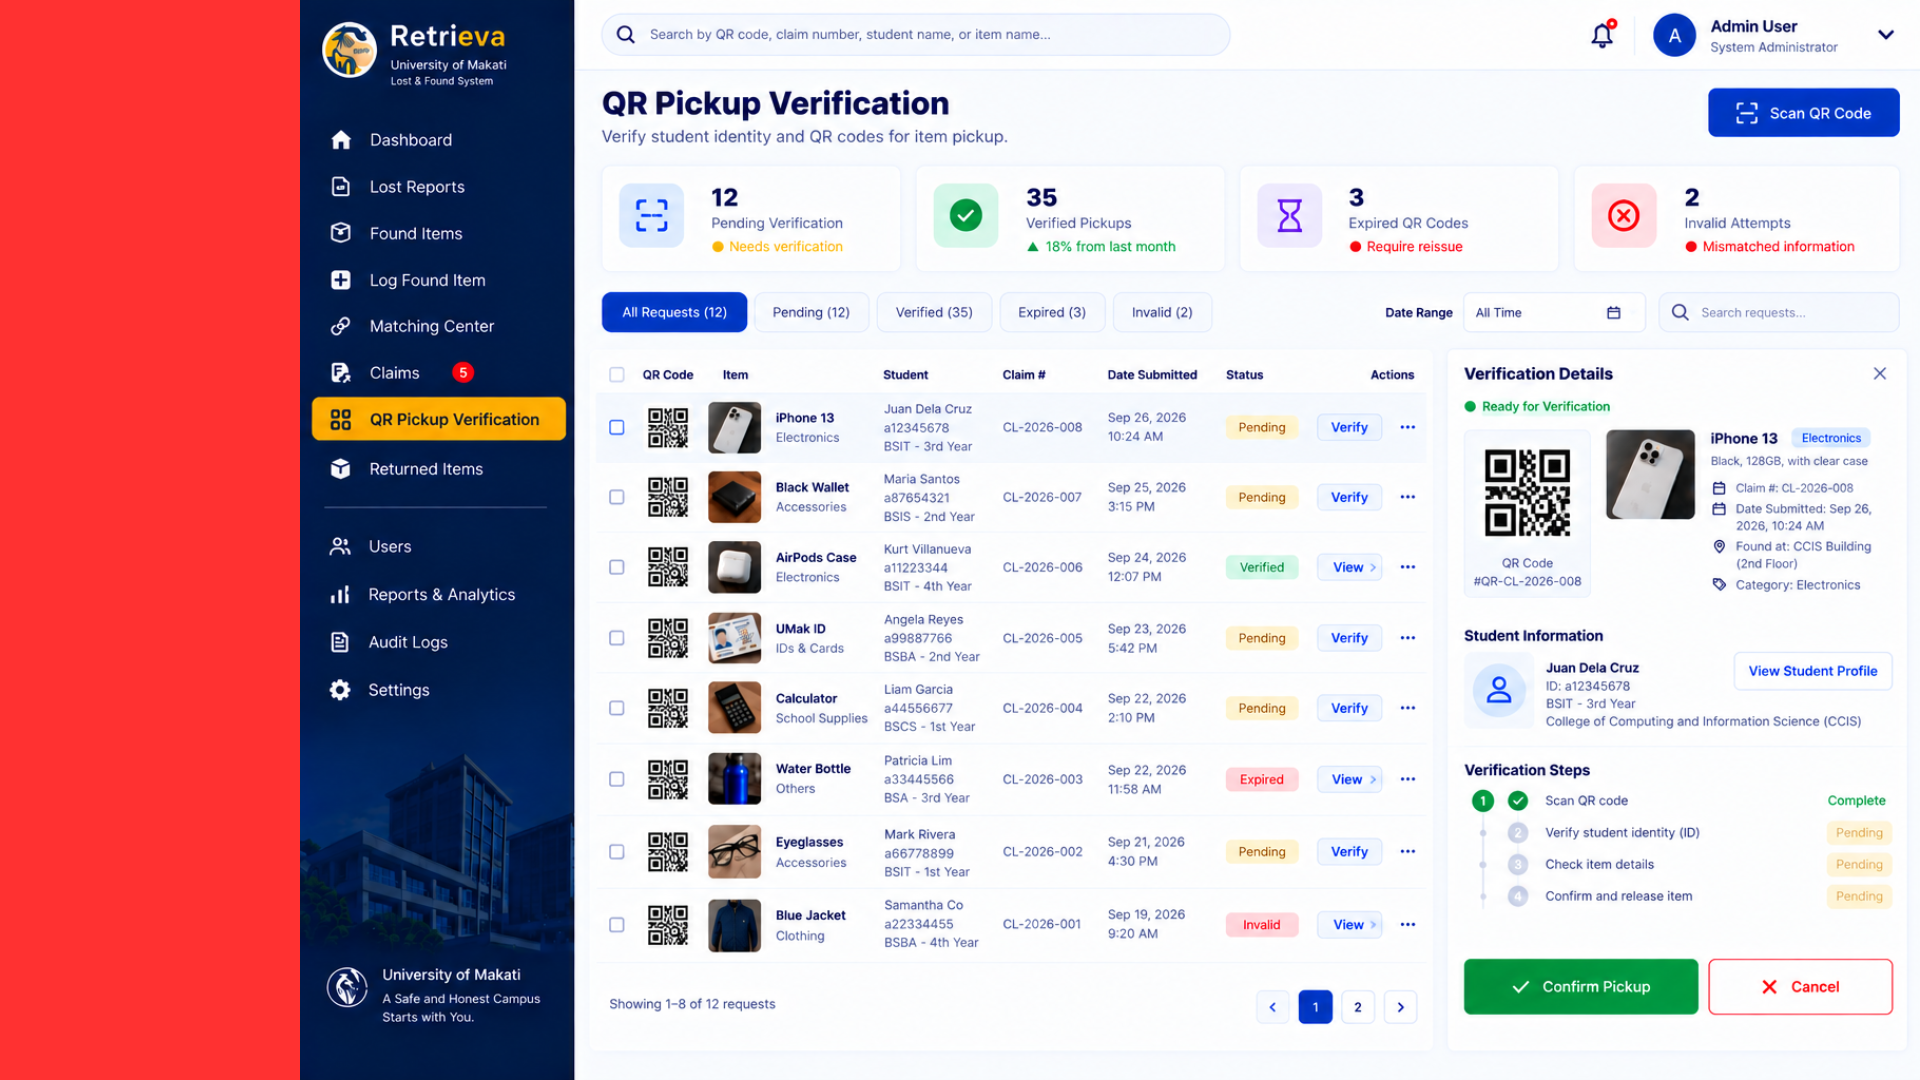 Retrieva
University of Makati
Lost & Found System
Dashboard
Lost Reports
Found Items
Log Found Item
Matching Center
Claims 5
QR Pickup Verification
Returned Items
Users
Reports & Analytics
Audit Logs
Settings
University of Makati
A Safe and Honest Campus
Starts with You.
Search by QR code, claim number, student name, or item name...
A
Admin User
System Administrator
QR Pickup Verification
Verify student identity and QR codes for item pickup.
Scan QR Code
12
Pending Verification
Needs verification
35
Verified Pickups
18% from last month
3
Expired QR Codes
Require reissue
2
Invalid Attempts
Mismatched information
All Requests (12) Pending (12) Verified (35) Expired (3) Invalid (2)
Date Range All Time Search requests...
QR Code Item Student Claim # Date Submitted Status Actions
iPhone 13
Electronics
Juan Dela Cruz
a12345678
BSIT - 3rd Year
CL-2026-008
Sep 26, 2026
10:24 AM
Pending
Verify
Black Wallet
Accessories
Maria Santos
a87654321
BSIS - 2nd Year
CL-2026-007
Sep 25, 2026
3:15 PM
Pending
Verify
AirPods Case
Electronics
Kurt Villanueva
a11223344
BSIT - 4th Year
CL-2026-006
Sep 24, 2026
12:07 PM
Verified
View
UMak ID
IDs & Cards
Angela Reyes
a99887766
BSBA - 2nd Year
CL-2026-005
Sep 23, 2026
5:42 PM
Pending
Verify
Calculator
School Supplies
Liam Garcia
a44556677
BSCS - 1st Year
CL-2026-004
Sep 22, 2026
2:10 PM
Pending
Verify
Water Bottle
Others
Patricia Lim
a33445566
BSA - 3rd Year
CL-2026-003
Sep 22, 2026
11:58 AM
Expired
View
Eyeglasses
Accessories
Mark Rivera
a66778899
BSIT - 1st Year
CL-2026-002
Sep 21, 2026
4:30 PM
Pending
Verify
Blue Jacket
Clothing
Samantha Co
a22334455
BSBA - 4th Year
CL-2026-001
Sep 19, 2026
9:20 AM
Invalid
View
Showing 1–8 of 12 requests
1 2
Verification Details
Ready for Verification
QR Code
#QR-CL-2026-008
iPhone 13 Electronics
Black, 128GB, with clear case
Claim #: CL-2026-008
Date Submitted: Sep 26,
2026, 10:24 AM
Found at: CCIS Building
(2nd Floor)
Category: Electronics
Student Information
Juan Dela Cruz
ID: a12345678
BSIT - 3rd Year
College of Computing and Information Science (CCIS)
View Student Profile
Verification Steps
1 Scan QR code Complete
2 Verify student identity (ID) Pending
3 Check item details Pending
4 Confirm and release item Pending
Confirm Pickup
Cancel